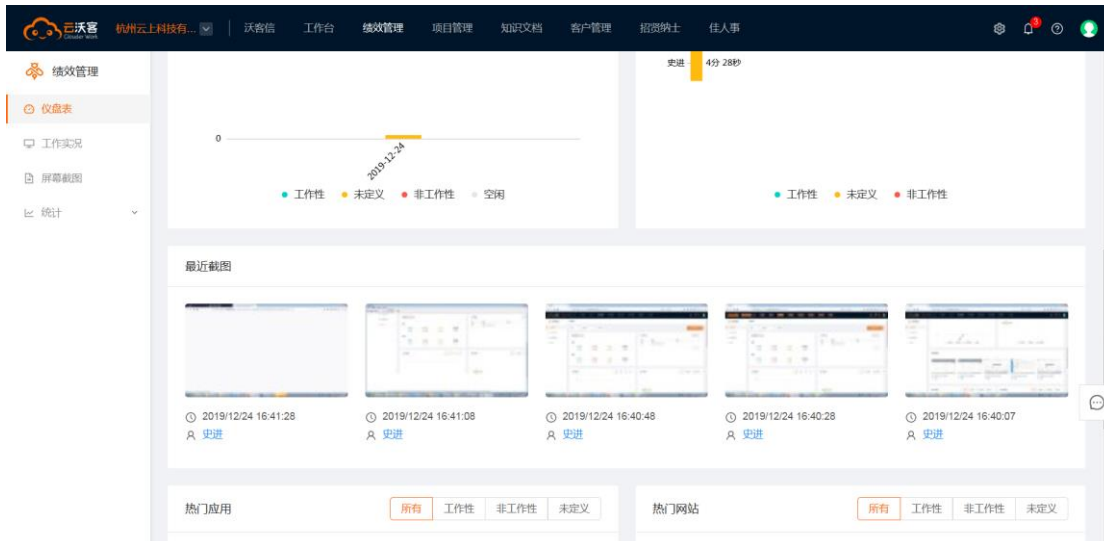 云沃客 杭州云上科技有... 沃客信 工作台 绩效管理 项目管理 知识文档 客户管理 招贤纳士 佳人事 3
Clouder Work
绩效管理
仪盘表
工作实况
屏幕截图
统计
0
2019-12-24
工作性 未定义 非工作性 空闲
史进 4分 28秒
工作性 未定义 非工作性
最近截图
2019/12/24 16:41:28 2019/12/24 16:41:08 2019/12/24 16:40:48 2019/12/24 16:40:28 2019/12/24 16:40:07
史进 史进 史进 史进 史进
热门应用 所有 工作性 非工作性 未定义
热门网站 所有 工作性 非工作性 未定义